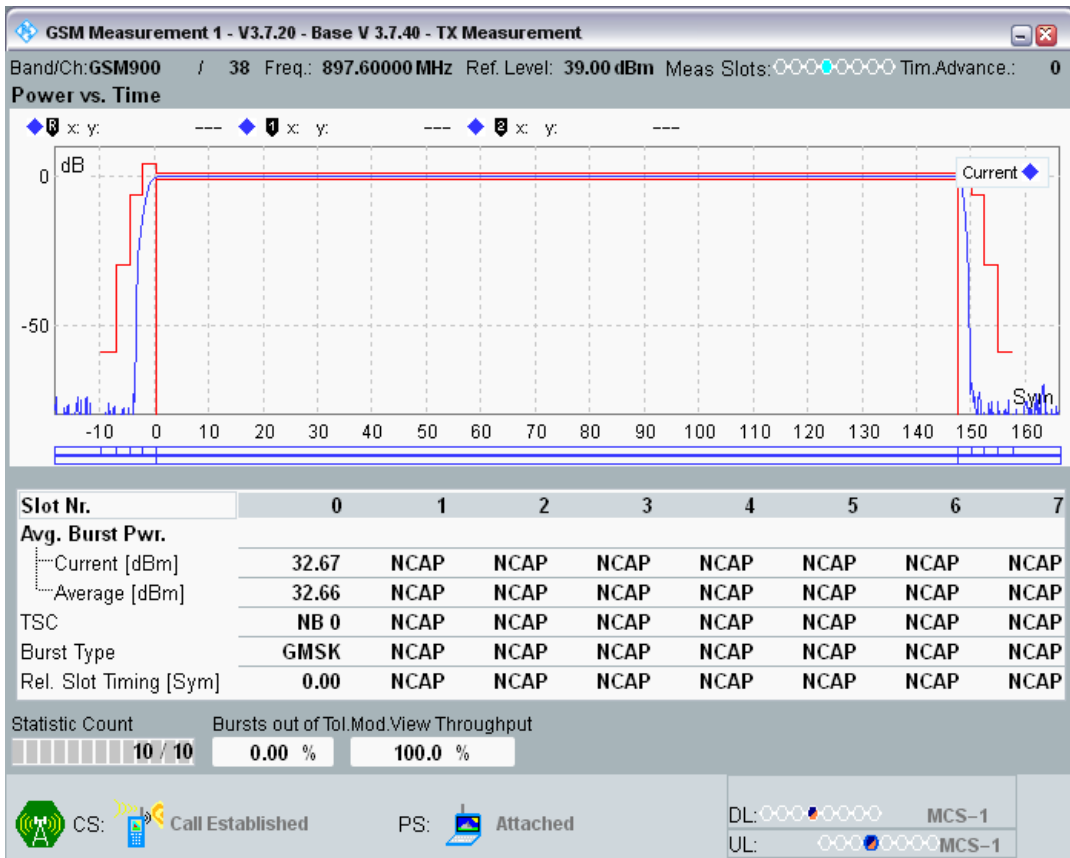 GSM Measurement 1 - V3.7.20 - Base V 3.7.40 - TX Measurement
Band/Ch:GSM900 / 38 Freq.: 897.60000 MHz Ref. Level: 39.00 dBm Meas Slots: Tim.Advance.: 0
Power vs. Time
R x: y: --- 1 x: y: --- 2 x: y: ---
dB
Current
0
-50
Sym
-10 0 10 20 30 40 50 60 70 80 90 100 110 120 130 140 150 160
Slot Nr. 0 1 2 3 4 5 6 7
Avg. Burst Pwr.
Current [dBm] 32.67 NCAP NCAP NCAP NCAP NCAP NCAP NCAP
Average [dBm] 32.66 NCAP NCAP NCAP NCAP NCAP NCAP NCAP
TSC NB 0 NCAP NCAP NCAP NCAP NCAP NCAP NCAP
Burst Type GMSK NCAP NCAP NCAP NCAP NCAP NCAP NCAP
Rel. Slot Timing [Sym] 0.00 NCAP NCAP NCAP NCAP NCAP NCAP NCAP
Statistic Count Bursts out of Tol.Mod.View Throughput
10 / 10 0.00 % 100.0 %
CS: Call Established PS: Attached
DL: MCS-1
UL: MCS-1